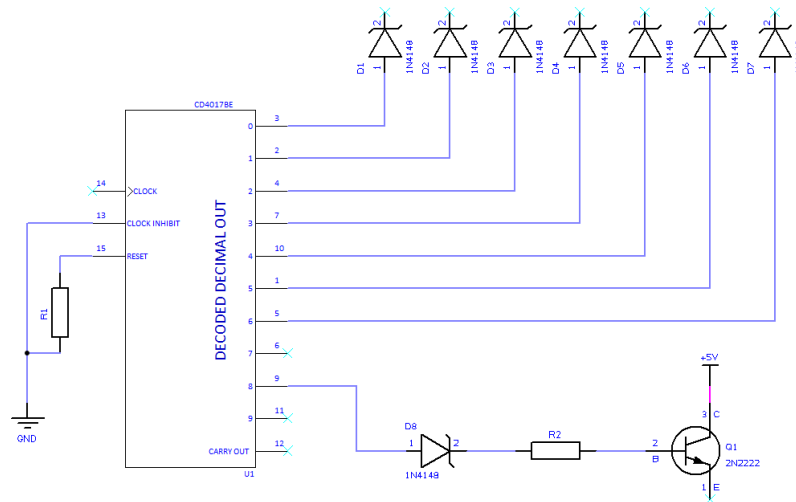 2 2 2 2 2 2 2
D1 1 1N4148
D2 1 1N4148
D3 1 1N4148
D4 1 1N4148
D5 1 1N4148
D6 1 1N4148
D7 1 1N4148
CD4017BE
0 3
1 2
2 4
14 CLOCK
13 CLOCK INHIBIT
3 7
15 RESET
4 10
DECODED DECIMAL OUT
5 1
R1
6 5
7 6
8 9
9 11
CARRY OUT 12
U1
GND
+5V
D8
1 2
1N4148
R2
3 C
2
B
Q1
2N2222
1 E